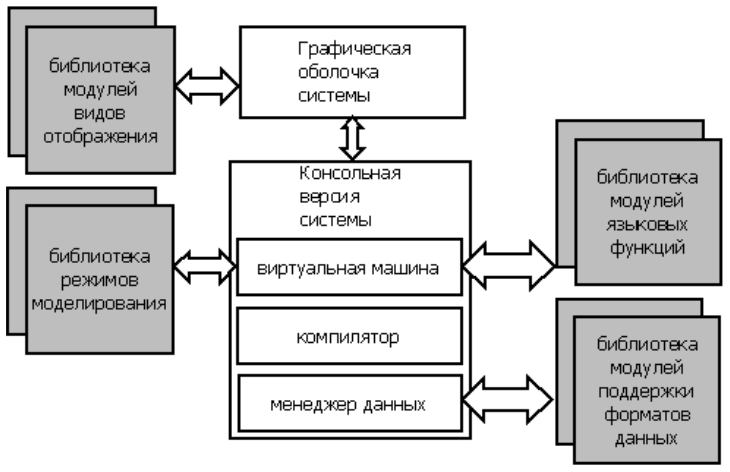 библиотека
модулей
видов
отображения
Графическая
оболочка
системы
Консольная
версия
системы
библиотека
режимов
моделирования
виртуальная машина
компилятор
менеджер данных
библиотека
модулей
языковых
функций
библиотека
модулей
поддержки
форматов
данных